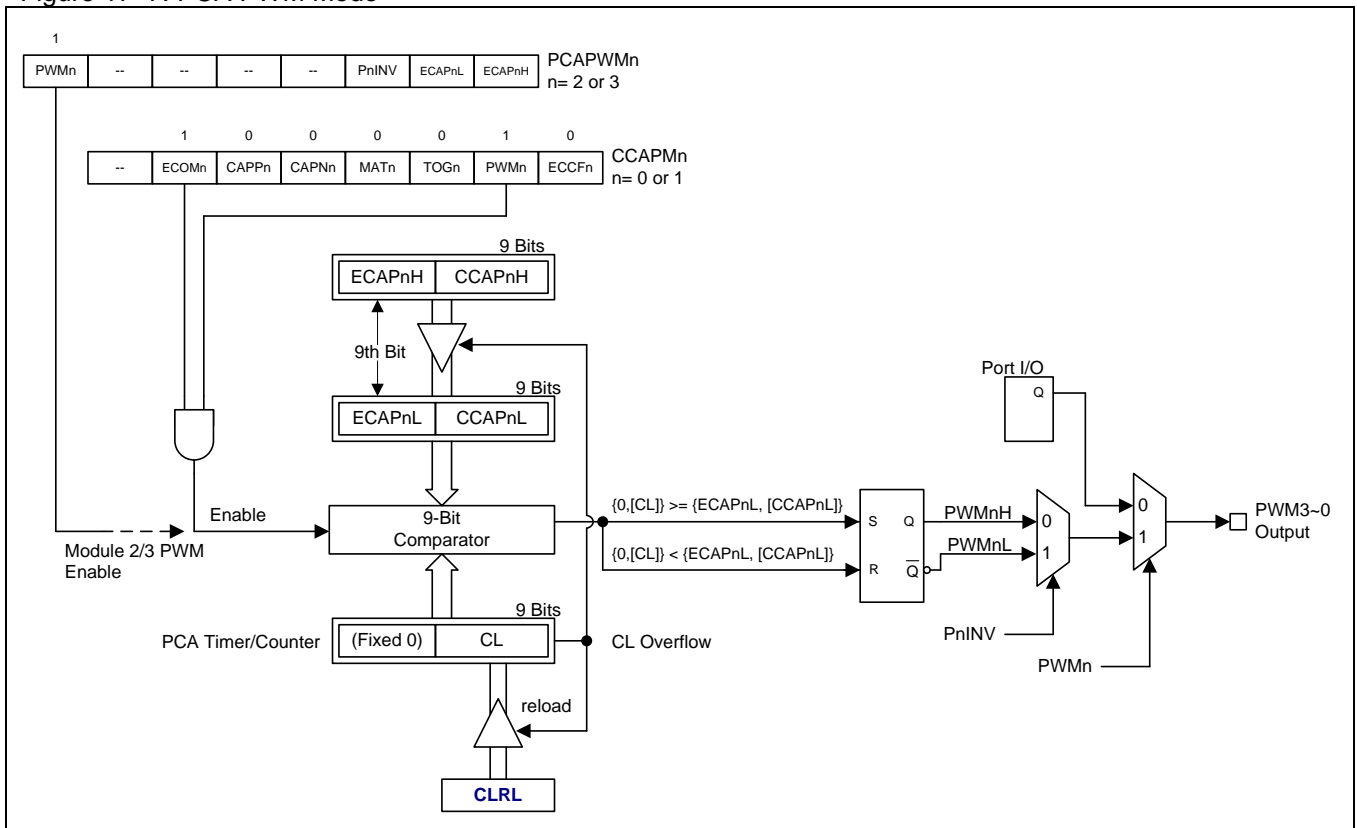 1
PWMn -- -- -- -- PnINV ECAPnL ECAPnH
PCAPWMn
n= 2 or 3
1 0 0 0 0 1 0
-- ECOMn CAPPn CAPNn MATn TOGn PWMn ECCFn
CCAPMn
n= 0 or 1
9 Bits
ECAPnH CCAPnH
9th Bit
9 Bits
ECAPnL CCAPnL
Port I/O
Q
Enable
9-Bit
Comparator
Module 2/3 PWM
Enable
{0,[CL]} >= {ECAPnL, [CCAPnL]}
{0,[CL]} < {ECAPnL, [CCAPnL]}
S Q
R Q
PWMnH
PWMnL
0
1
0
1
PWM3~0
Output
PnINV
PWMn
9 Bits
PCA Timer/Counter (Fixed 0) CL CL Overflow
reload
CLRL